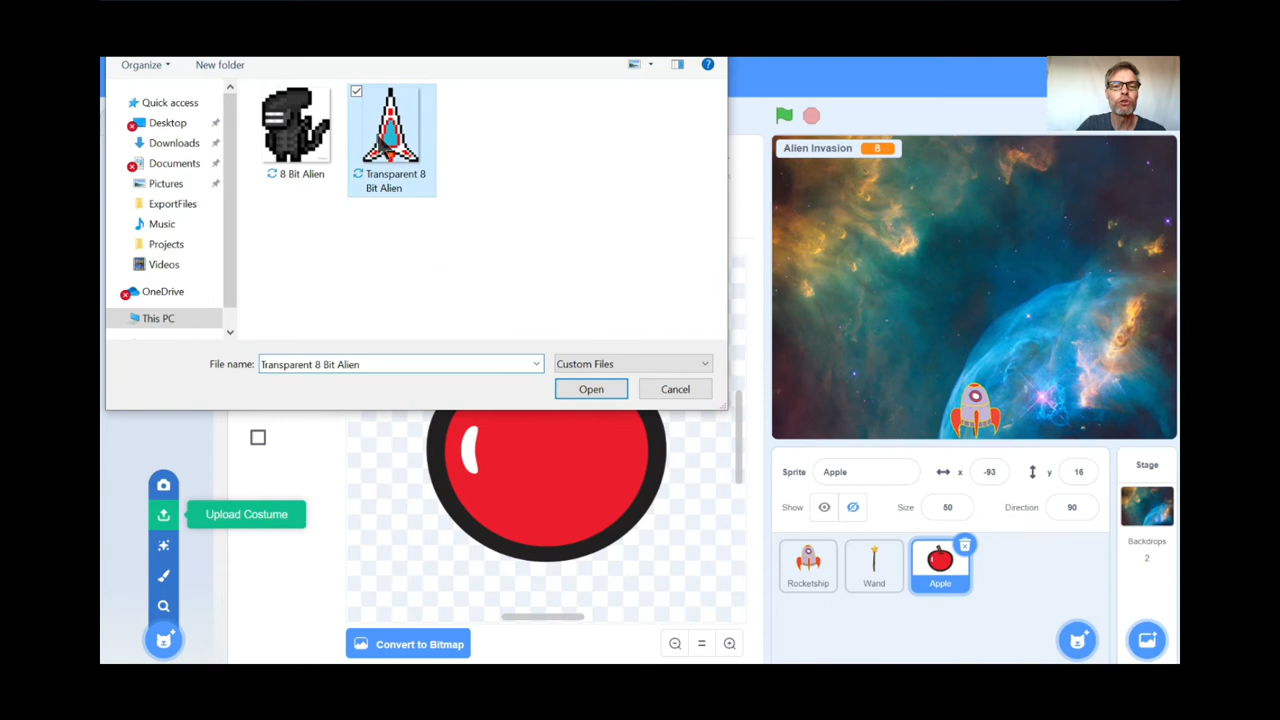 Organize
New folder
Quick access
Desktop
Downloads
Documents
Pictures
ExportFiles
Music
Projects
Videos
OneDrive
This PC
8 Bit Alien
Transparent 8
Bit Alien
File name:
Transparent 8 Bit Alien
Custom Files
Open
Cancel
Upload Costume
Convert to Bitmap
Alien Invasion 8
Sprite
Apple
x
-93
y
16
Show
Size
50
Direction
90
Rocketship
Wand
Apple
Stage
Backdrops
2